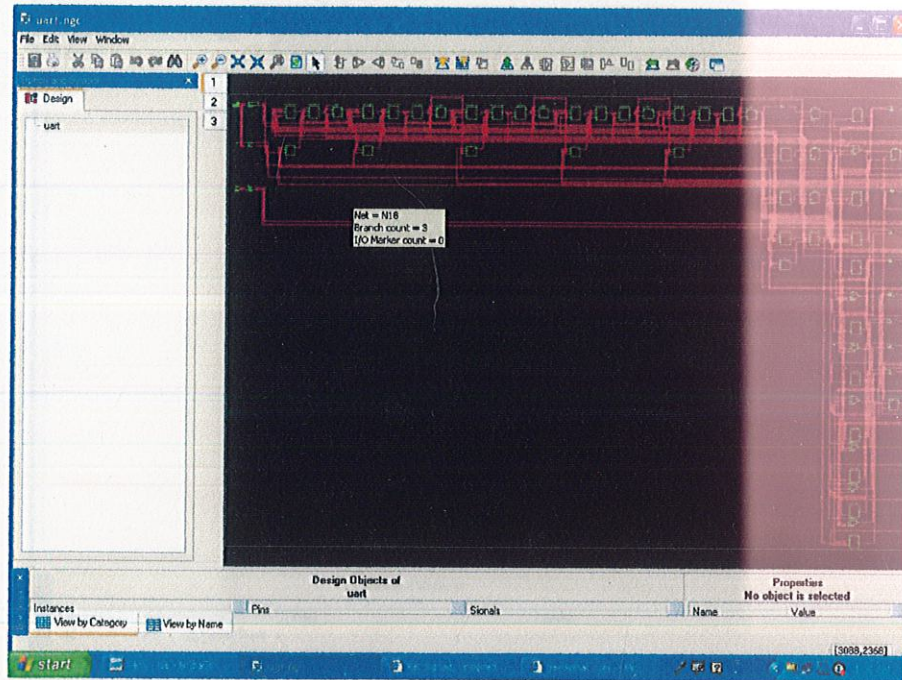 uart.ngc
File Edit View Window
1
2
3
Design
uart
Net = N18
Branch count = 3
I/O Marker count = 0
Design Objects of
uart
Properties
No object is selected
Instances
Pins
Signals
Name
Value
View by Category
View by Name
[3088,2368]
start